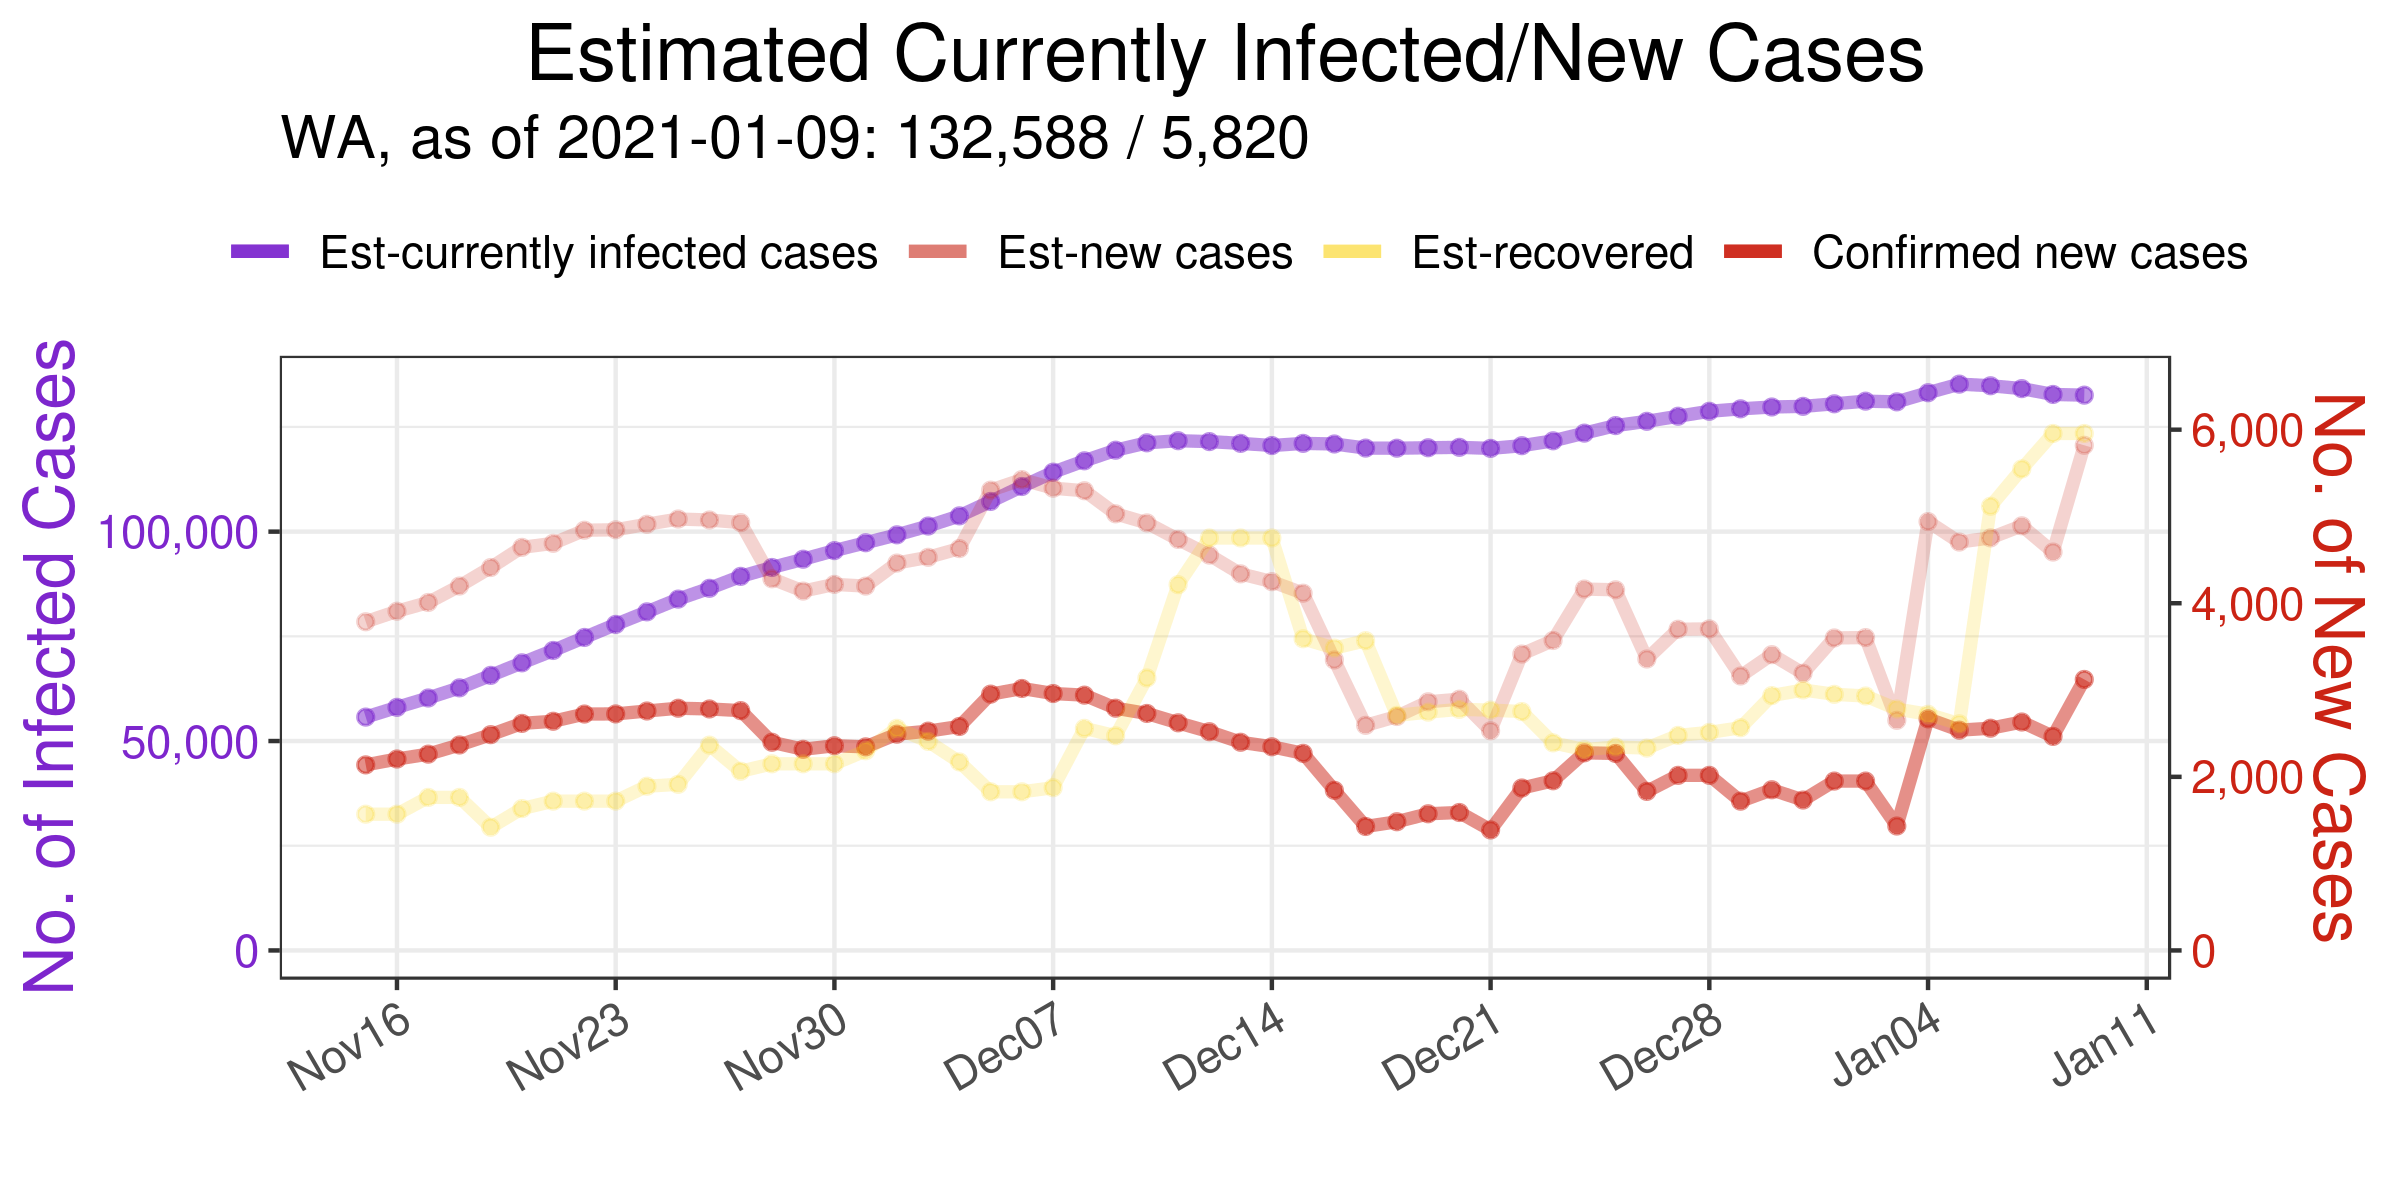 Estimated Currently Infected/New Cases
WA, as of 2021-01-09: 132,588 / 5,820
Est-currently infected cases Est-new cases Est-recovered Confirmed new cases
No. of Infected Cases
100,000
50,000
0
6,000
4,000
2,000
0
No. of New Cases
Nov16 Nov23 Nov30 Dec07 Dec14 Dec21 Dec28 Jan04 Jan11